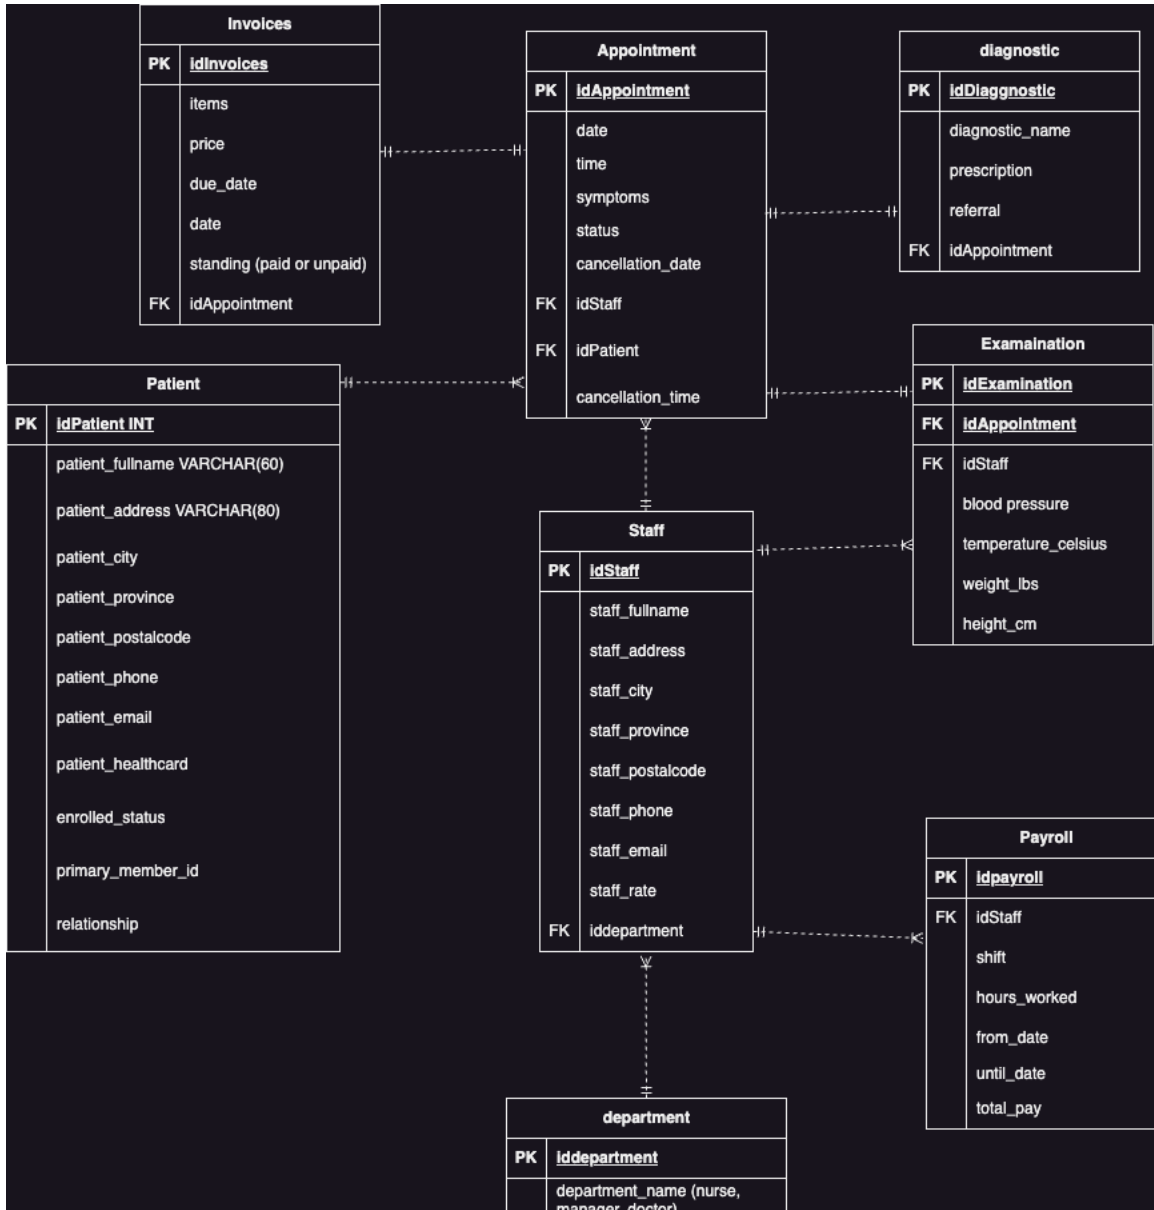 Invoices
PK idInvoices
items
price
due_date
date
standing (paid or unpaid)
FK idAppointment
Appointment
PK idAppointment
date
time
symptoms
status
cancellation_date
FK idStaff
FK idPatient
cancellation_time
diagnostic
PK idDiaggnostic
diagnostic_name
prescription
referral
FK idAppointment
Patient
PK idPatient INT
patient_fullname VARCHAR(60)
patient_address VARCHAR(80)
patient_city
patient_province
patient_postalcode
patient_phone
patient_email
patient_healthcard
enrolled_status
primary_member_id
relationship
Examaination
PK idExamination
FK idAppointment
FK idStaff
blood pressure
temperature_celsius
weight_lbs
height_cm
Staff
PK idStaff
staff_fullname
staff_address
staff_city
staff_province
staff_postalcode
staff_phone
staff_email
staff_rate
FK iddepartment
Payroll
PK idpayroll
FK idStaff
shift
hours_worked
from_date
until_date
total_pay
department
PK iddepartment
department_name (nurse,
manager, doctor)